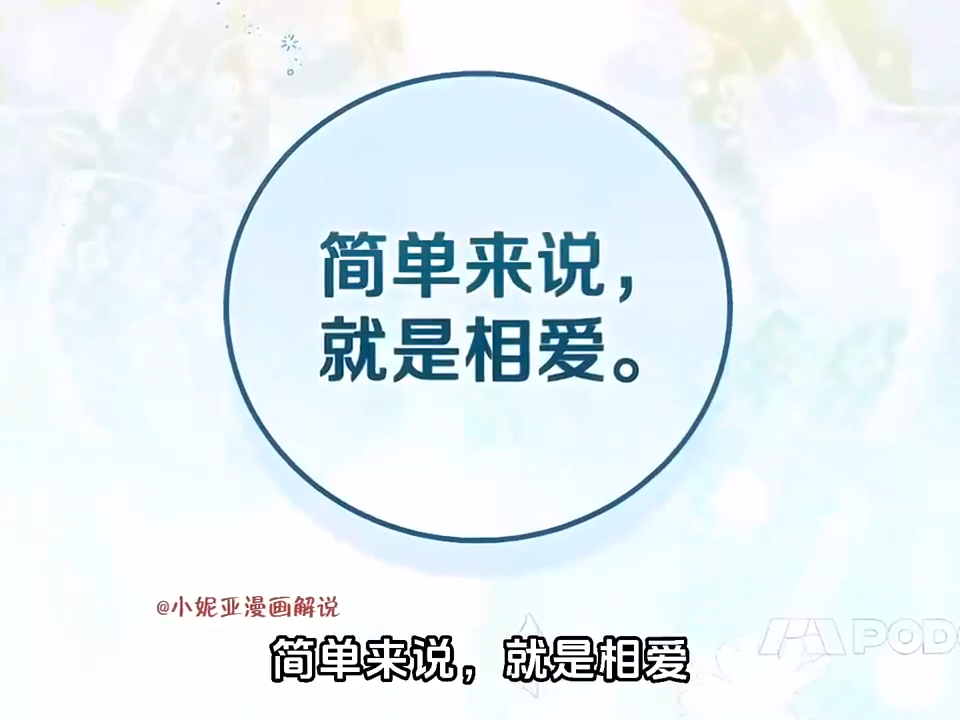 简单来说，
就是相爱。
@小妮亚漫画解说
简单来说，就是相爱